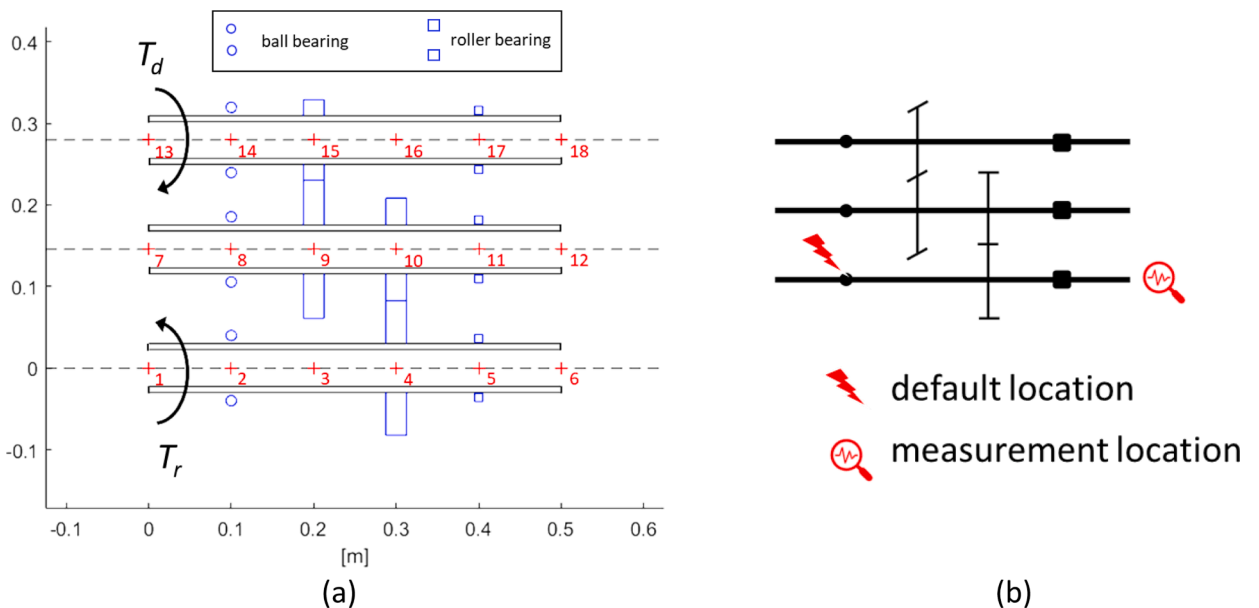 ball bearing
roller bearing
T_d
T_r
0.4
0.3
0.2
0.1
0
-0.1
13 14 15 16 17 18
7 8 9 10 11 12
1 2 3 4 5 6
-0.1 0 0.1 0.2 0.3 0.4 0.5 0.6
[m]
(a)
default location
measurement location
(b)